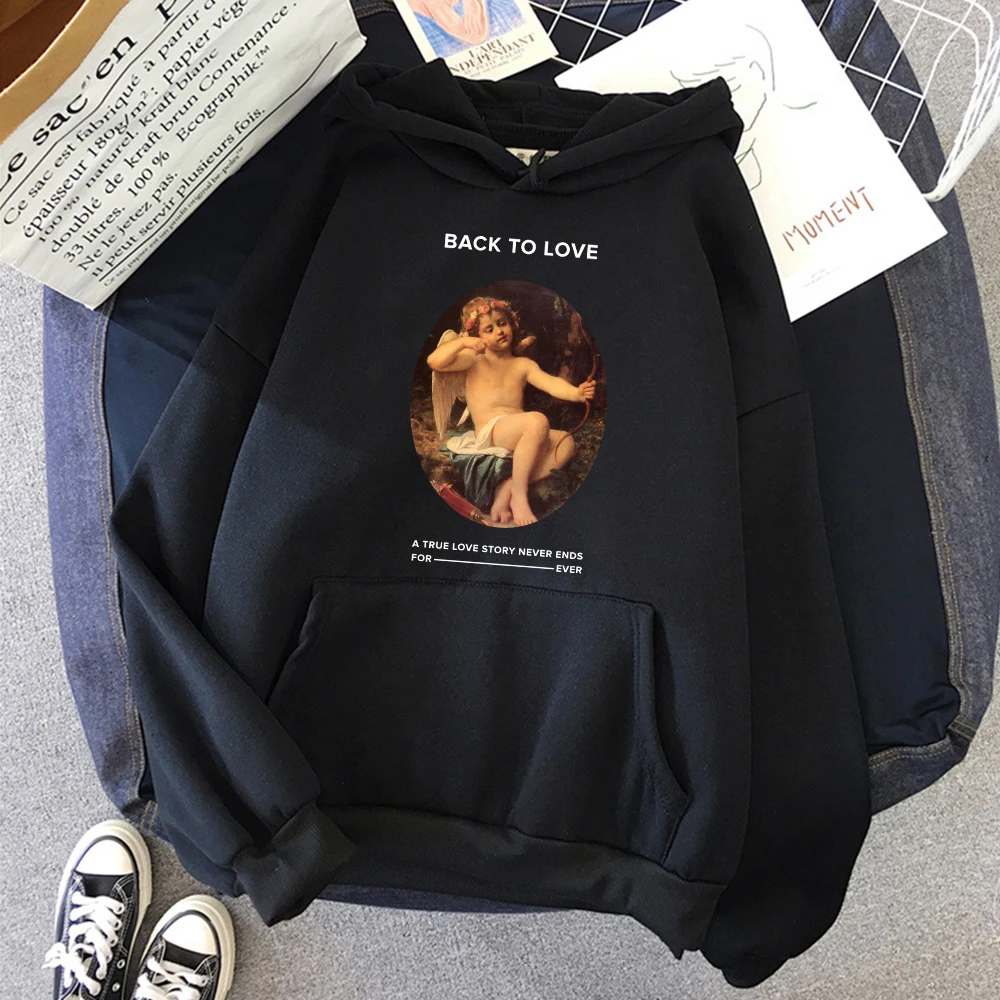 Le sac en
Ce sac est fabriqué à partir d
épaisseur 180g/m². papier vége
100 % naturel. kraft blanc
doublé de kraft brun Contenance:
33 litres. 100 % Ecographik.™
Ne le jetez pas.
Il peut servir plusieurs fois.
L'ART
INDÉPENDANT
MOMENT
BACK TO LOVE
A TRUE LOVE STORY NEVER ENDS
FOR EVER